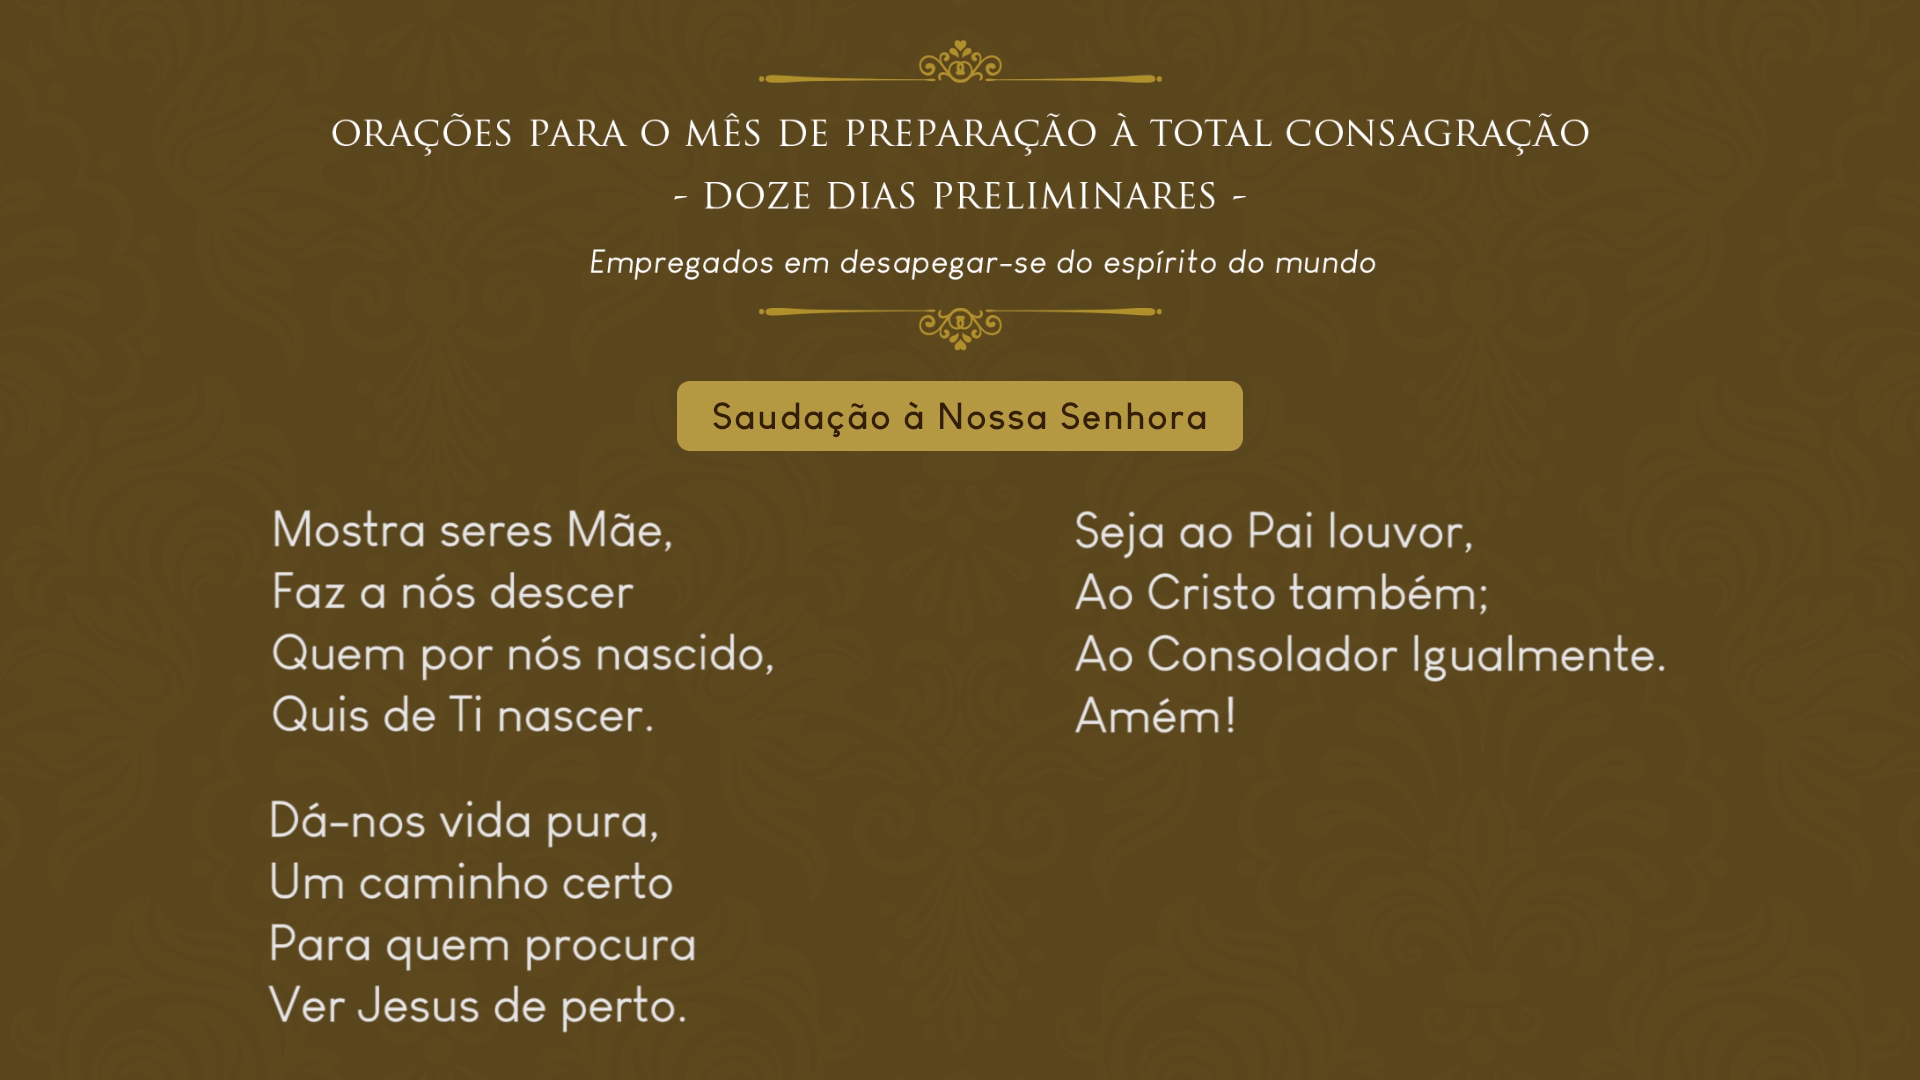 ORAÇÕES PARA O MÊS DE PREPARAÇÃO À TOTAL CONSAGRAÇÃO
- DOZE DIAS PRELIMINARES -
Empregados em desapegar-se do espírito do mundo
Saudação à Nossa Senhora
Mostra seres Mãe,
Faz a nós descer
Quem por nós nascido,
Quis de Ti nascer.
Dá-nos vida pura,
Um caminho certo
Para quem procura
Ver Jesus de perto.
Seja ao Pai louvor,
Ao Cristo também;
Ao Consolador Igualmente.
Amém!